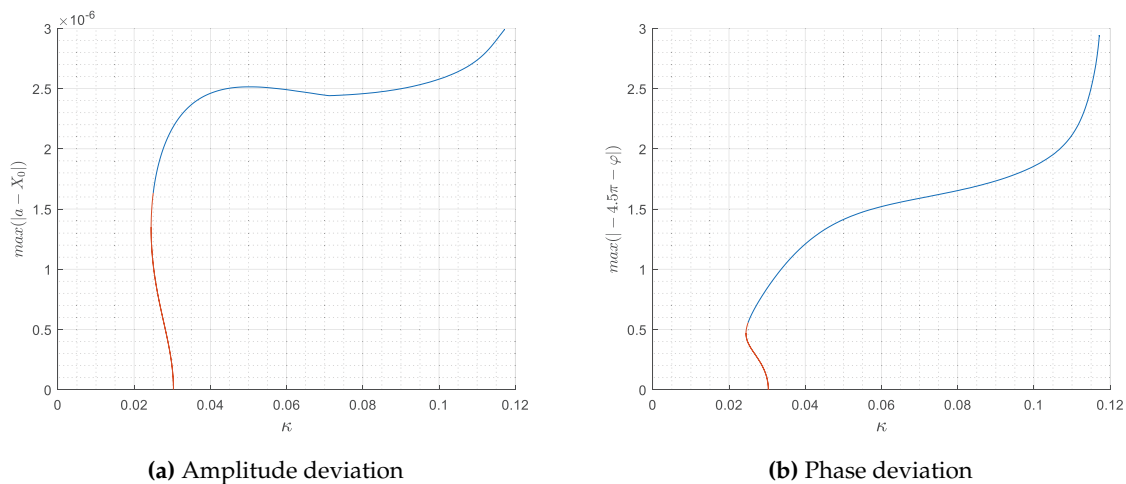 ×10⁻⁶
3
2.5
2
1.5
1
0.5
0
0 0.02 0.04 0.06 0.08 0.1 0.12
κ
max(|a − X₀|)
(a) Amplitude deviation
3
2.5
2
1.5
1
0.5
0
0 0.02 0.04 0.06 0.08 0.1 0.12
κ
max(| − 4.5π − φ|)
(b) Phase deviation